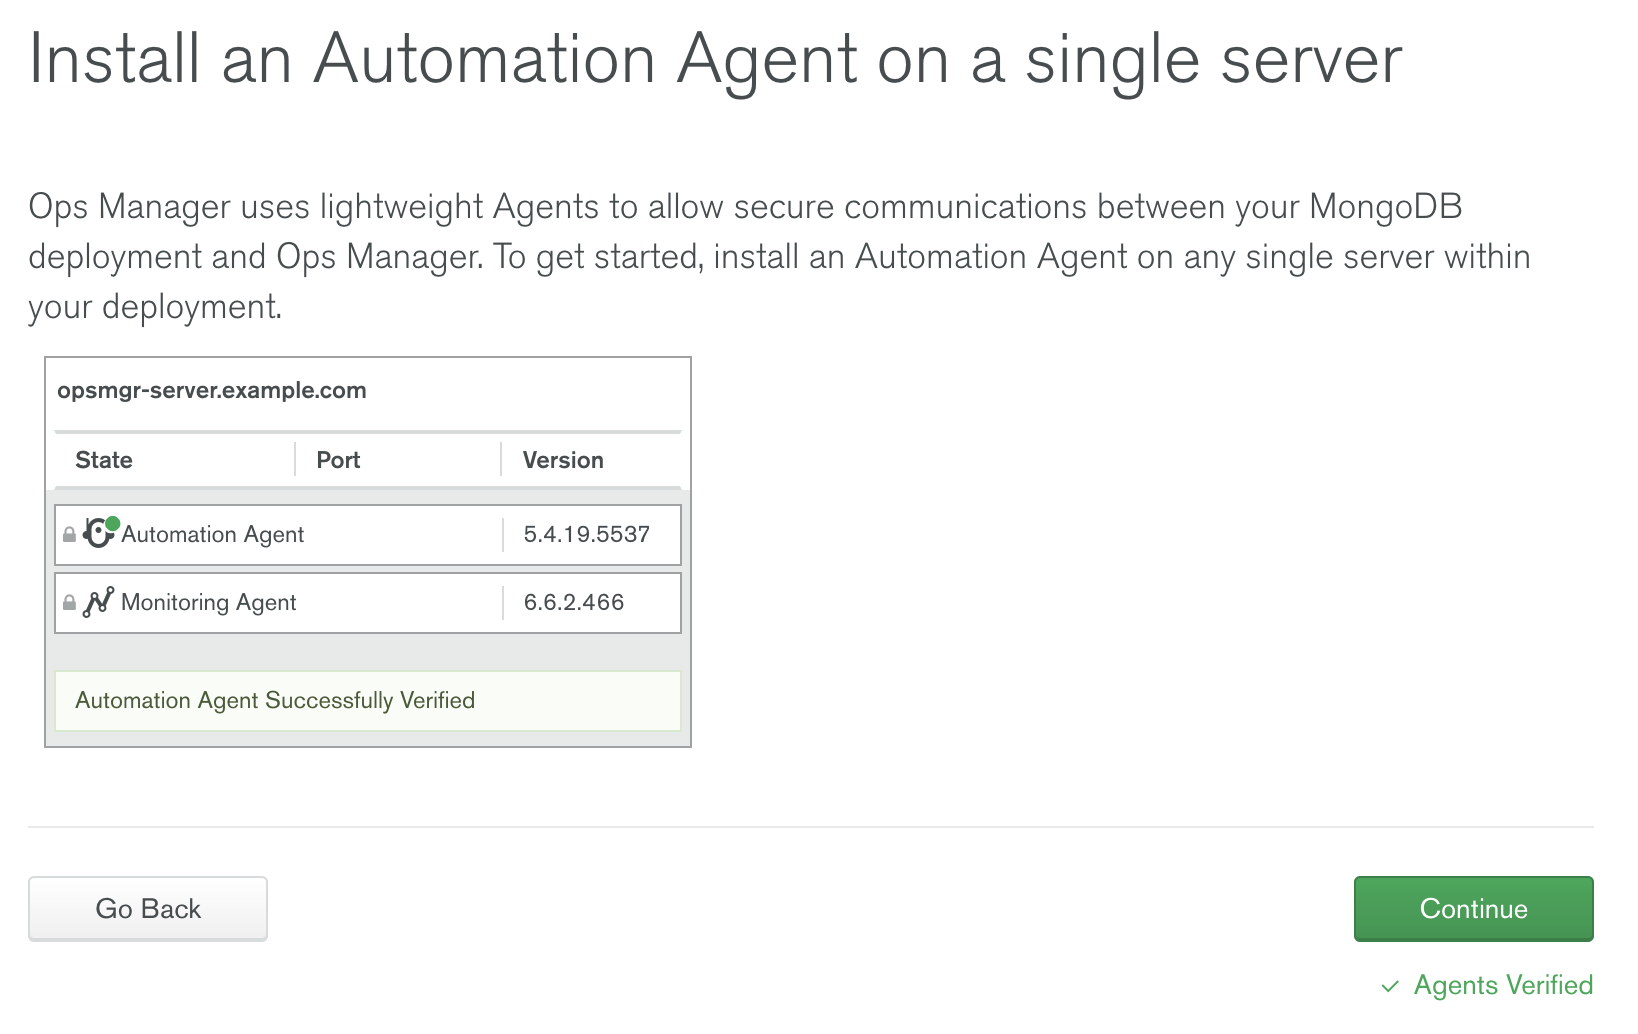 Install an Automation Agent on a single server
Ops Manager uses lightweight Agents to allow secure communications between your MongoDB
deployment and Ops Manager. To get started, install an Automation Agent on any single server within
your deployment.
opsmgr-server.example.com
State Port Version
Automation Agent 5.4.19.5537
Monitoring Agent 6.6.2.466
Automation Agent Successfully Verified
Go Back Continue
Agents Verified